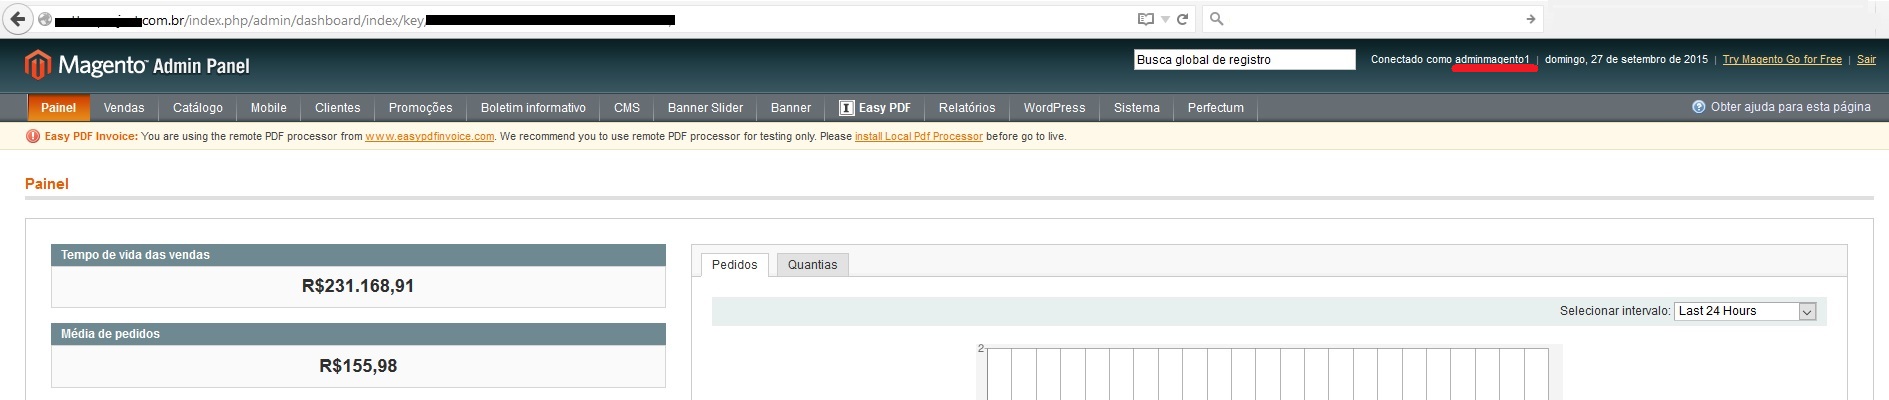 com.br/index.php/admin/dashboard/index/key
Magento™ Admin Panel
Busca global de registro
Conectado como adminmagento1 | domingo, 27 de setembro de 2015 | Try Magento Go for Free | Sair
Painel Vendas Catálogo Mobile Clientes Promoções Boletim informativo CMS Banner Slider Banner Easy PDF Relatórios WordPress Sistema Perfectum Obter ajuda para esta página
Easy PDF Invoice: You are using the remote PDF processor from www.easypdfinvoice.com. We recommend you to use remote PDF processor for testing only. Please install Local Pdf Processor before go to live.
Painel
Tempo de vida das vendas
R$231.168,91
Média de pedidos
R$155,98
Pedidos Quantias
Selecionar intervalo: Last 24 Hours
2